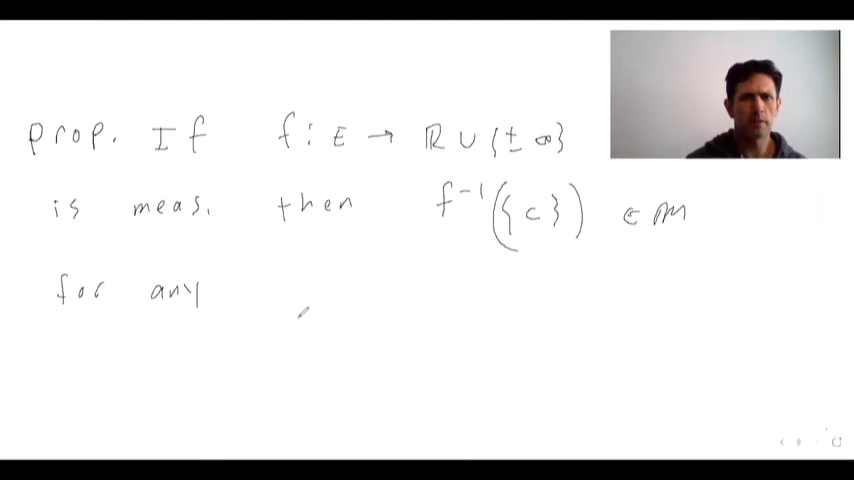 Prop. If f : E → ℝ ∪ {± ∞}
is meas. then f⁻¹({c}) ∈ M
for any